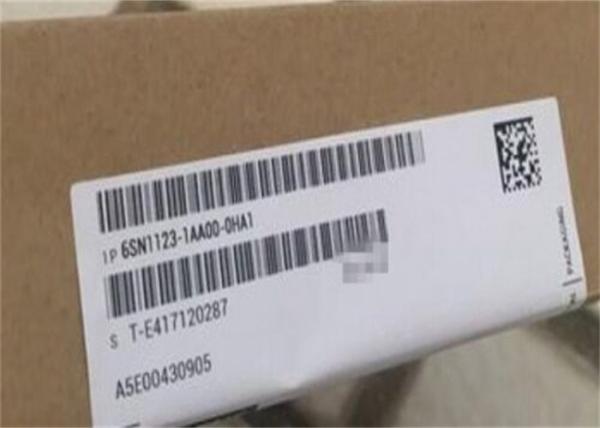 1P 6SN1123-1AA00-0HA1
S T-E417120287
A5E00430905
PACKAGING